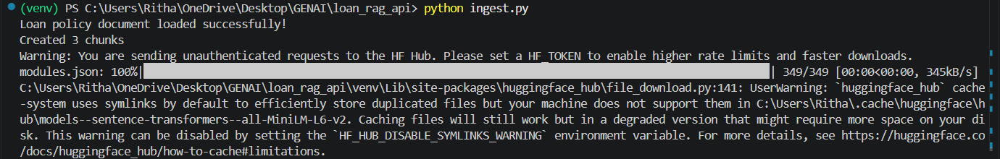 (venv) PS C:\Users\Ritha\OneDrive\Desktop\GENAI\loan_rag_api> python ingest.py
Loan policy document loaded successfully!
Created 3 chunks
Warning: You are sending unauthenticated requests to the HF Hub. Please set a HF_TOKEN to enable higher rate limits and faster downloads.
modules.json: 100%| | 349/349 [00:00<00:00, 345kB/s]
C:\Users\Ritha\OneDrive\Desktop\GENAI\loan_rag_api\venv\Lib\site-packages\huggingface_hub\file_download.py:141: UserWarning: `huggingface_hub` cache
-system uses symlinks by default to efficiently store duplicated files but your machine does not support them in C:\Users\Ritha\.cache\huggingface\h
ub\models--sentence-transformers--all-MiniLM-L6-v2. Caching files will still work but in a degraded version that might require more space on your di
sk. This warning can be disabled by setting the `HF_HUB_DISABLE_SYMLINKS_WARNING` environment variable. For more details, see https://huggingface.co
/docs/huggingface_hub/how-to-cache#limitations.